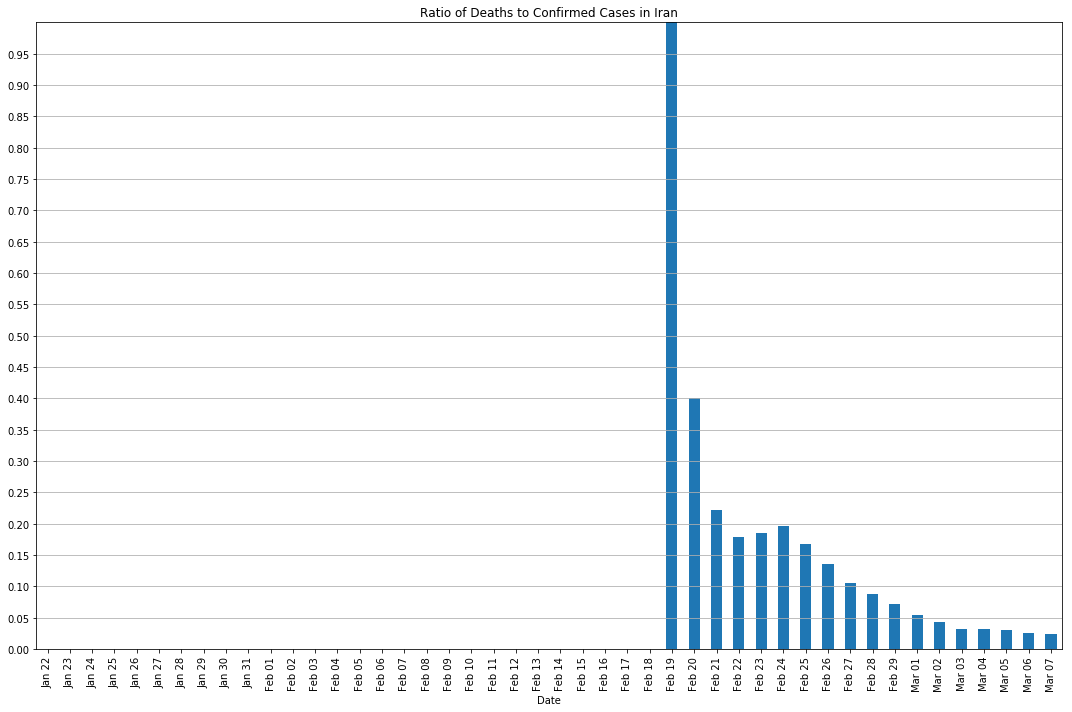 Ratio of Deaths to Confirmed Cases in Iran
0.95
0.90
0.85
0.80
0.75
0.70
0.65
0.60
0.55
0.50
0.45
0.40
0.35
0.30
0.25
0.20
0.15
0.10
0.05
0.00
Jan 22
Jan 23
Jan 24
Jan 25
Jan 26
Jan 27
Jan 28
Jan 29
Jan 30
Jan 31
Feb 01
Feb 02
Feb 03
Feb 04
Feb 05
Feb 06
Feb 07
Feb 08
Feb 09
Feb 10
Feb 11
Feb 12
Feb 13
Feb 14
Feb 15
Feb 16
Feb 17
Feb 18
Feb 19
Feb 20
Feb 21
Feb 22
Feb 23
Feb 24
Feb 25
Feb 26
Feb 27
Feb 28
Feb 29
Mar 01
Mar 02
Mar 03
Mar 04
Mar 05
Mar 06
Mar 07
Date